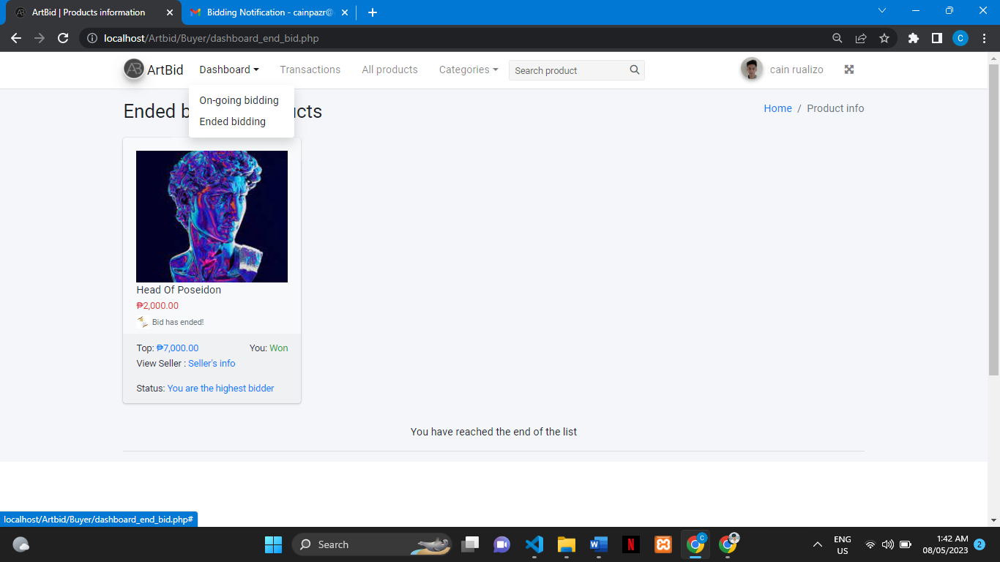 ArtBid | Products information
Bidding Notification - cainpazr@
localhost/Artbid/Buyer/dashboard_end_bid.php
C
AB ArtBid
Dashboard
Transactions
All products
Categories
Search product
cain rualizo
On-going bidding
Ended bidding
Ended b cts
Home / Product info
Head Of Poseidon
₱2,000.00
Bid has ended!
Top: ₱7,000.00 You: Won
View Seller : Seller's info
Status: You are the highest bidder
You have reached the end of the list
localhost/Artbid/Buyer/dashboard_end_bid.php#
Search
W
N
C
ENG
US
1:42 AM
08/05/2023
2